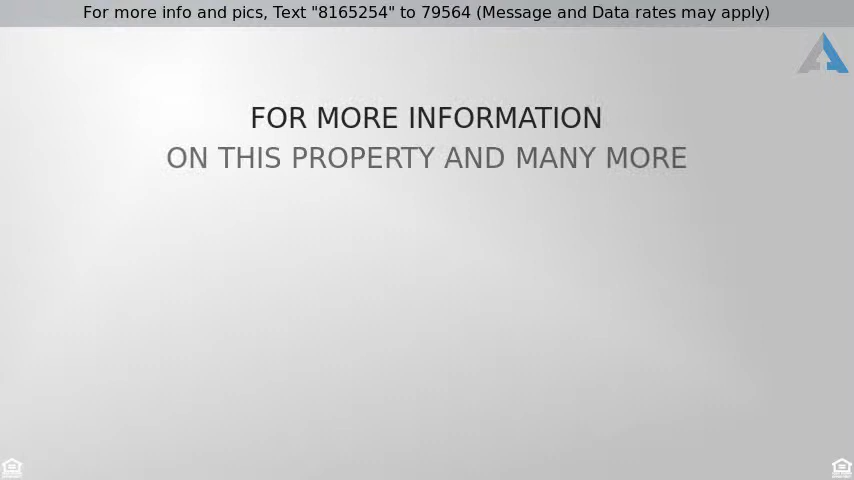 For more info and pics, Text "8165254" to 79564 (Message and Data rates may apply)
FOR MORE INFORMATION
ON THIS PROPERTY AND MANY MORE